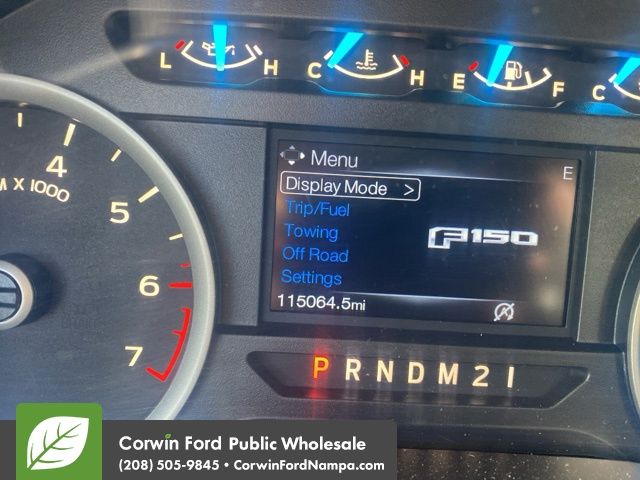 L H C H E F C
4
M X 1000
5
6
7
Menu
E
Display Mode >
Trip/Fuel
Towing
Off Road
Settings
F150
115064.5mi
P R N D M 2 1
Corwin Ford Public Wholesale
(208) 505-9845 • CorwinFordNampa.com